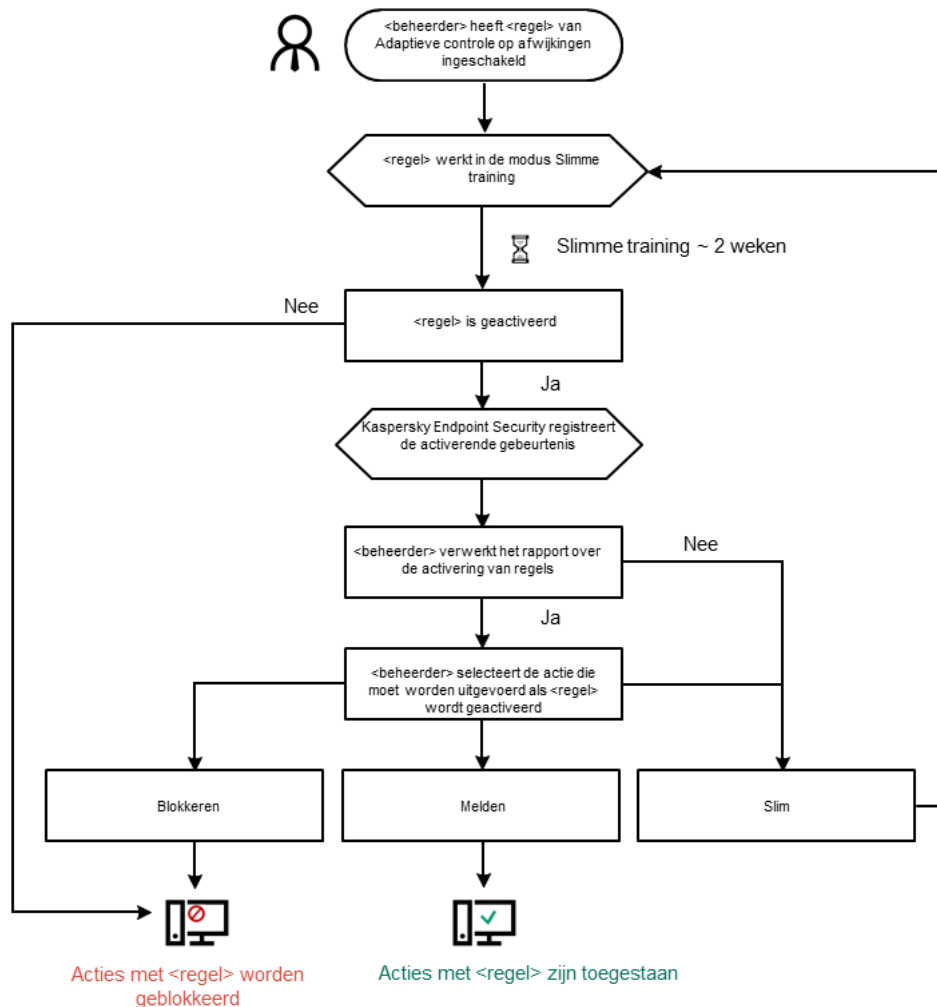 <beheerder> heeft <regel> van
Adaptieve controle op afwijkingen
ingeschakeld
<regel> werkt in de modus Slimme
training
Slimme training ~ 2 weken
Nee
<regel> is geactiveerd
Ja
Kaspersky Endpoint Security registreert
de activerende gebeurtenis
<beheerder> verwerkt het rapport over
de activering van regels
Nee
Ja
<beheerder> selecteert de actie die
moet worden uitgevoerd als <regel>
wordt geactiveerd
Blokkeren
Melden
Slim
Acties met <regel> worden
geblokkeerd
Acties met <regel> zijn toegestaan